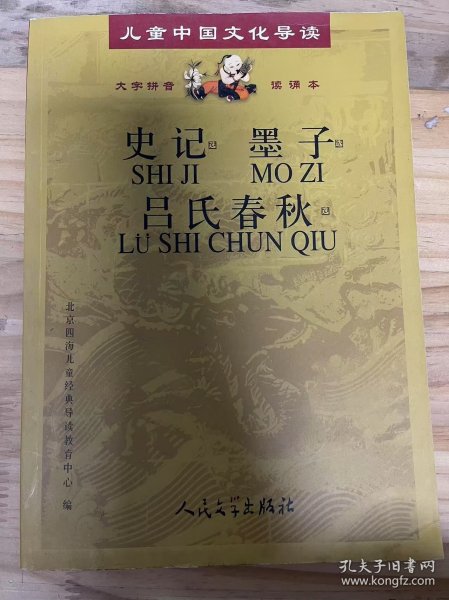 儿童中国文化导读
大字拼音 读诵本
史记选 墨子选
SHI JI MO ZI
吕氏春秋选
LÜ SHI CHUN QIU
北京四海儿童经典导读教育中心 编
人民文学出版社
孔夫子旧书网
www.kongfz.com